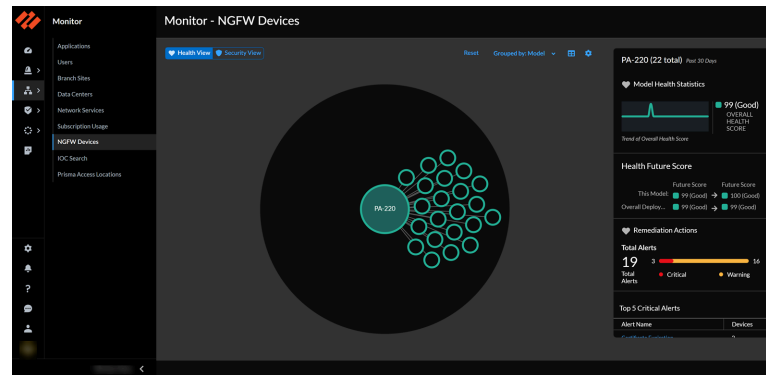 Monitor
Monitor - NGFW Devices
Applications
Users
Branch Sites
Data Centers
Network Services
Subscription Usage
NGFW Devices
IOC Search
Prisma Access Locations
Health View
Security View
Reset
Grouped by: Model
PA-220
PA-220 (22 total) Past 30 Days
Model Health Statistics
99 (Good)
OVERALL
HEALTH
SCORE
Trend of Overall Health Score
Health Future Score
Future Score Future Score
This Model: 99 (Good) → 100 (Good)
Overall Deploy... 99 (Good) → 99 (Good)
Remediation Actions
Total Alerts
19 3 16
Total
Alerts
Critical
Warning
Top 5 Critical Alerts
Alert Name Devices